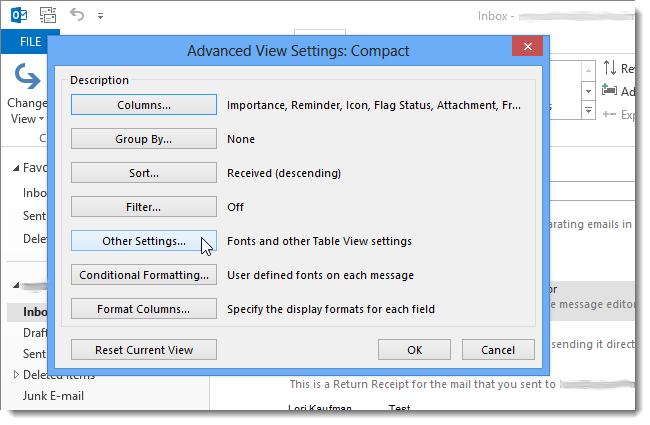 Inbox -
FILE
Advanced View Settings: Compact
Description
Columns... Importance, Reminder, Icon, Flag Status, Attachment, Fr...
Group By... None
Sort... Received (descending)
Filter... Off
Other Settings... Fonts and other Table View settings
Conditional Formatting... User defined fonts on each message
Format Columns... Specify the display formats for each field
Reset Current View OK Cancel
Change
View
Rev
Add
Exp
Favo
Inbo
Sent
Dele
arating emails in
Inbo
or
e message editor
Draf
Sent
sending it direct
Deleted Items
Junk E-mail
This is a Return Receipt for the mail that you sent to
Lori Kaufman Test